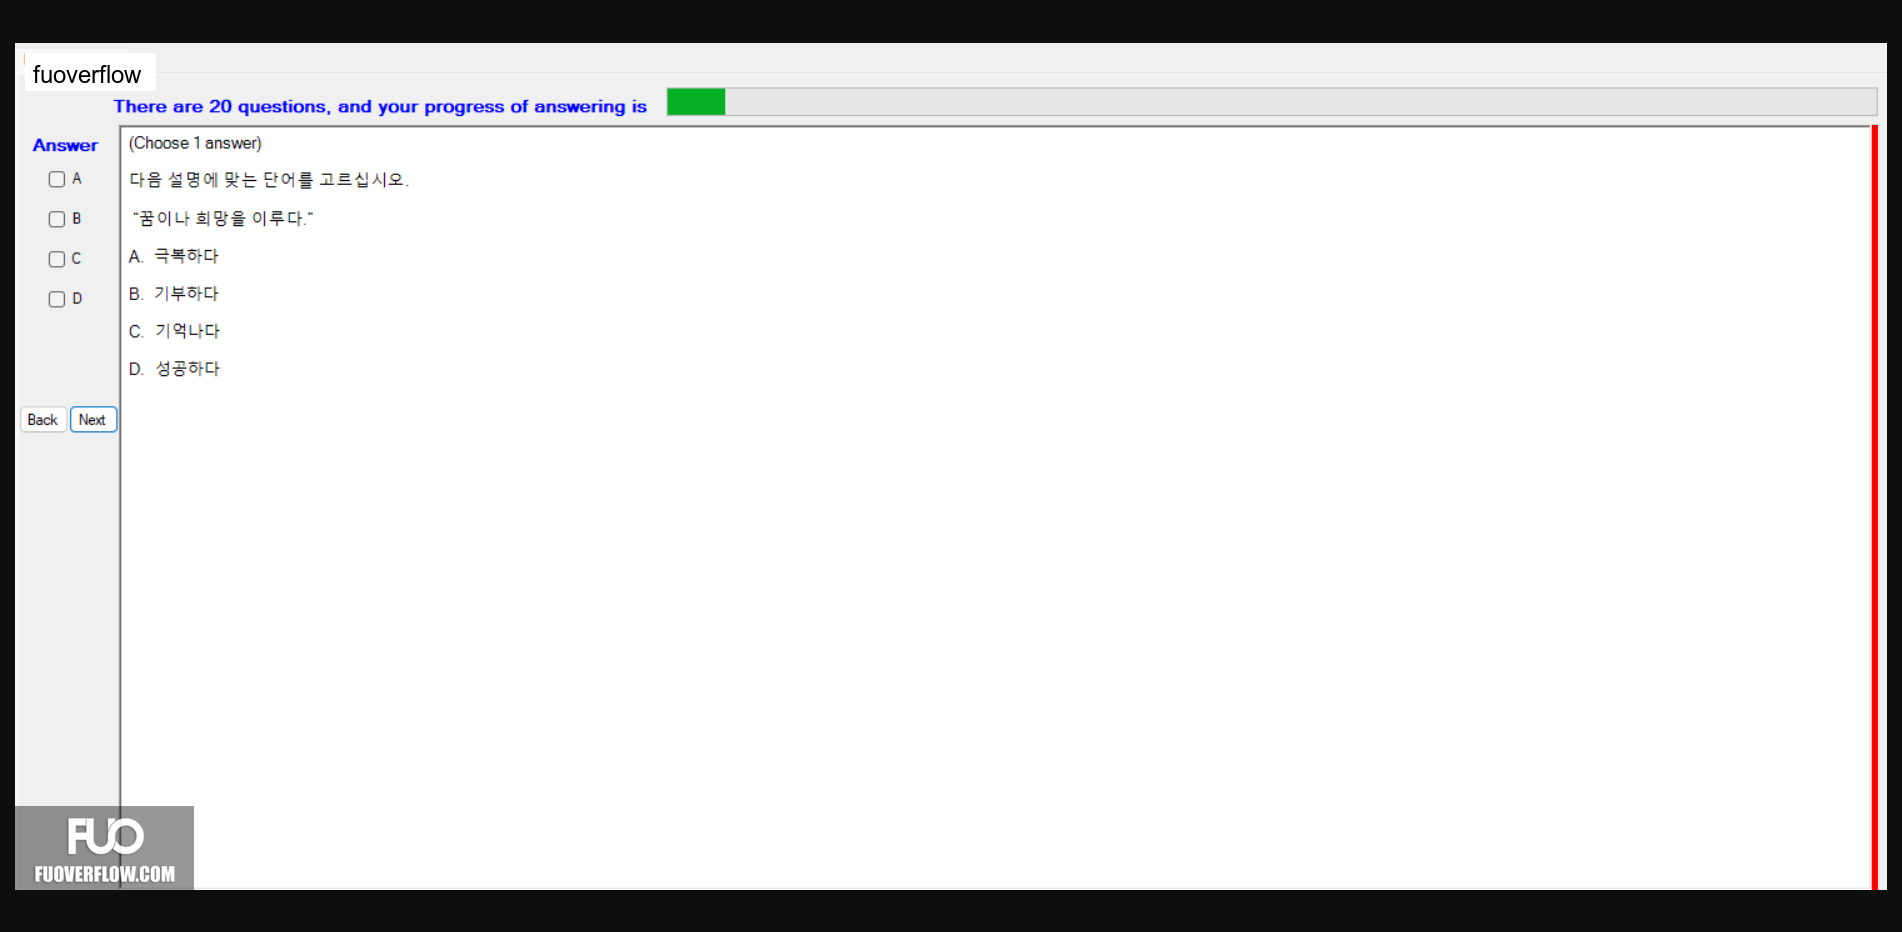 fuoverflow
There are 20 questions, and your progress of answering is
Answer
(Choose 1 answer)
A
다음 설명에 맞는 단어를 고르십시오.
B
"꿈이나 희망을 이루다."
C
A. 극복하다
D
B. 기부하다
C. 기억나다
D. 성공하다
Back Next
FUO
FUOVERFLOW.COM